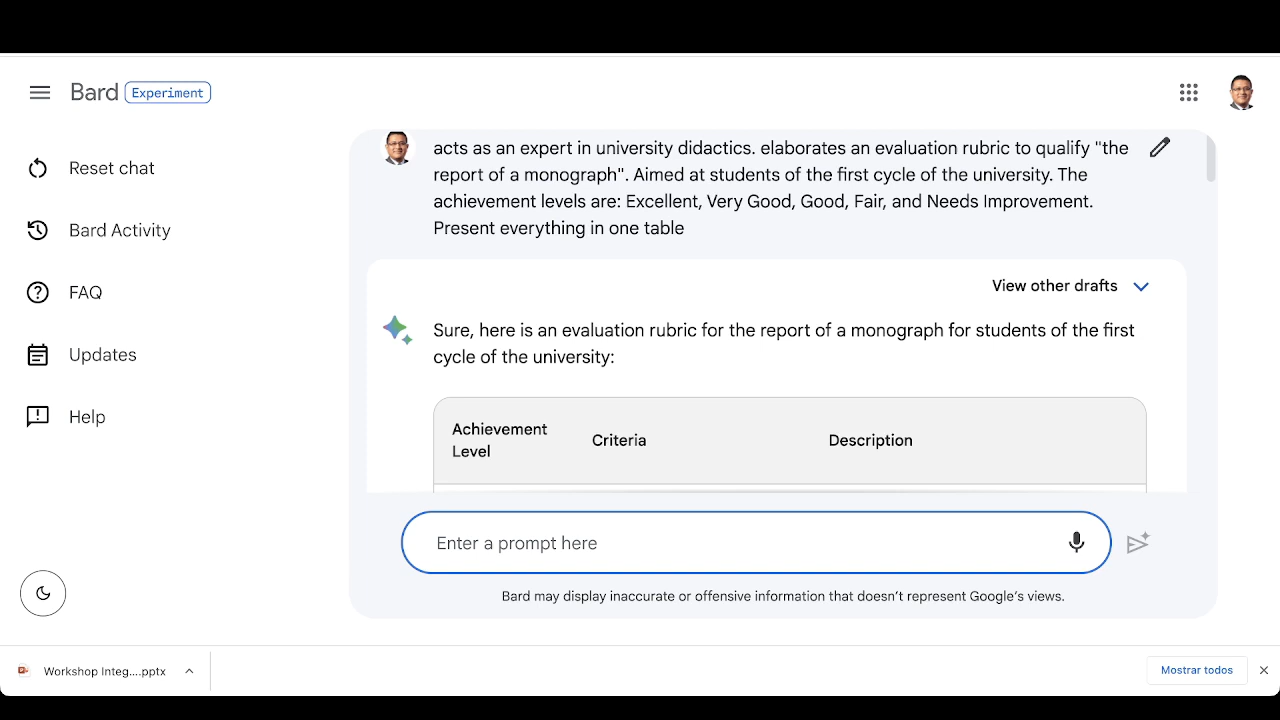 Bard Experiment
Reset chat
Bard Activity
FAQ
Updates
Help
acts as an expert in university didactics. elaborates an evaluation rubric to qualify "the
report of a monograph". Aimed at students of the first cycle of the university. The
achievement levels are: Excellent, Very Good, Good, Fair, and Needs Improvement.
Present everything in one table
View other drafts
Sure, here is an evaluation rubric for the report of a monograph for students of the first
cycle of the university:
Achievement
Level
Criteria
Description
Enter a prompt here
Bard may display inaccurate or offensive information that doesn’t represent Google’s views.
Workshop Integ....pptx
Mostrar todos